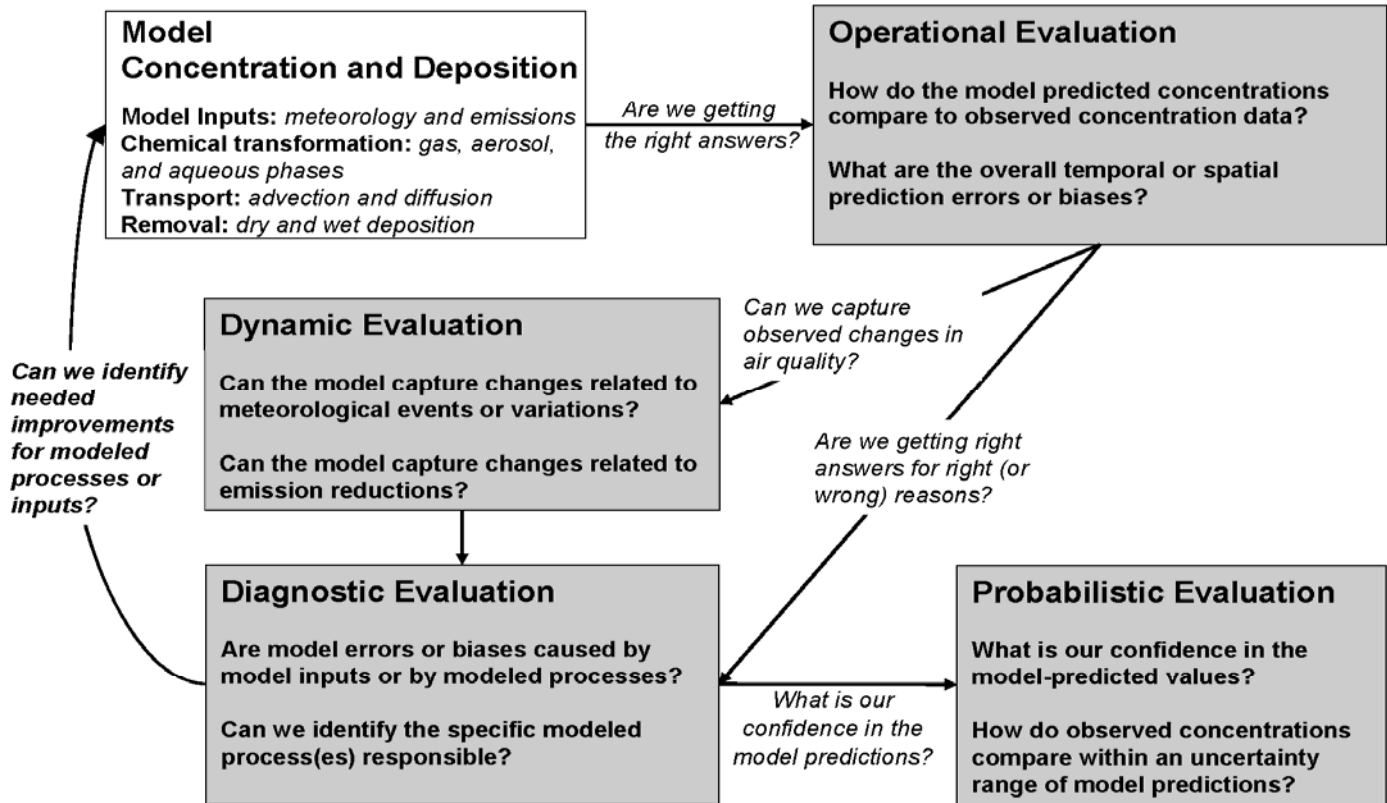 Model
Concentration and Deposition
Model Inputs: meteorology and emissions
Chemical transformation: gas, aerosol,
and aqueous phases
Transport: advection and diffusion
Removal: dry and wet deposition
Are we getting
the right answers?
Operational Evaluation
How do the model predicted concentrations
compare to observed concentration data?
What are the overall temporal or spatial
prediction errors or biases?
Can we capture
observed changes in
air quality?
Dynamic Evaluation
Can the model capture changes related to
meteorological events or variations?
Can the model capture changes related to
emission reductions?
Can we identify
needed
improvements
for modeled
processes or
inputs?
Are we getting right
answers for right (or
wrong) reasons?
Diagnostic Evaluation
Are model errors or biases caused by
model inputs or by modeled processes?
Can we identify the specific modeled
process(es) responsible?
What is our
confidence in the
model predictions?
Probabilistic Evaluation
What is our confidence in the
model-predicted values?
How do observed concentrations
compare within an uncertainty
range of model predictions?